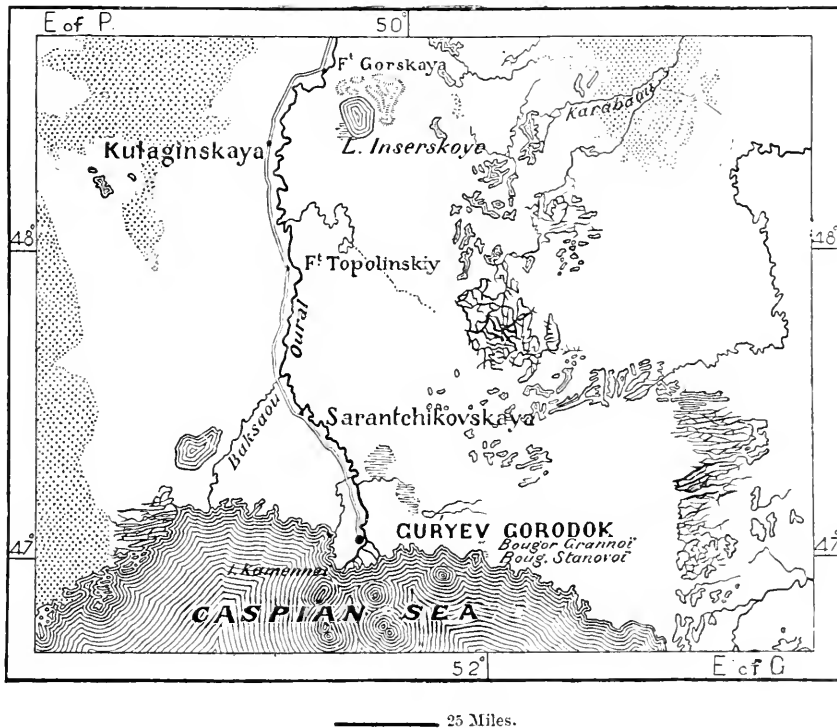 E of P.
50°
Fᵗ Gorskaya
Karabaou
Kulaginskaya
L. Inserskoye
48°
48°
Fᵗ Topolinskiy
Oural
Baksaou
Sarantchikovskaya
GURYEV GORODOK
Bougor Grannoï
Boug. Stanovoï
47°
47°
I. Kamennoi
CASPIAN SEA
52°
E of G
25 Miles.